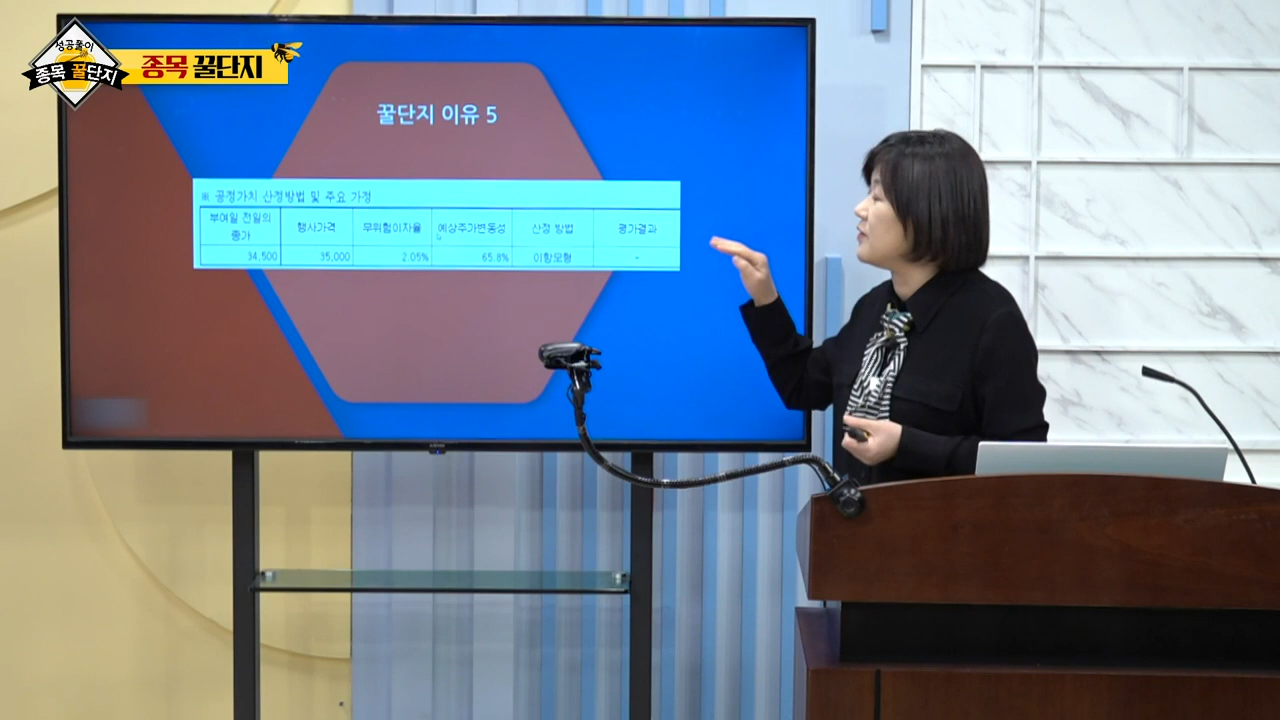 성공풀이
종목 꿀단지
종목 꿀단지
꿀단지 이유 5
※ 공정가치 산정방법 및 주요 가정
부여일 전일의 종가 행사가격 무위험이자율 예상주가변동성 산정 방법 평가결과
34,500 35,000 2.05% 65.8% 이항모형 -